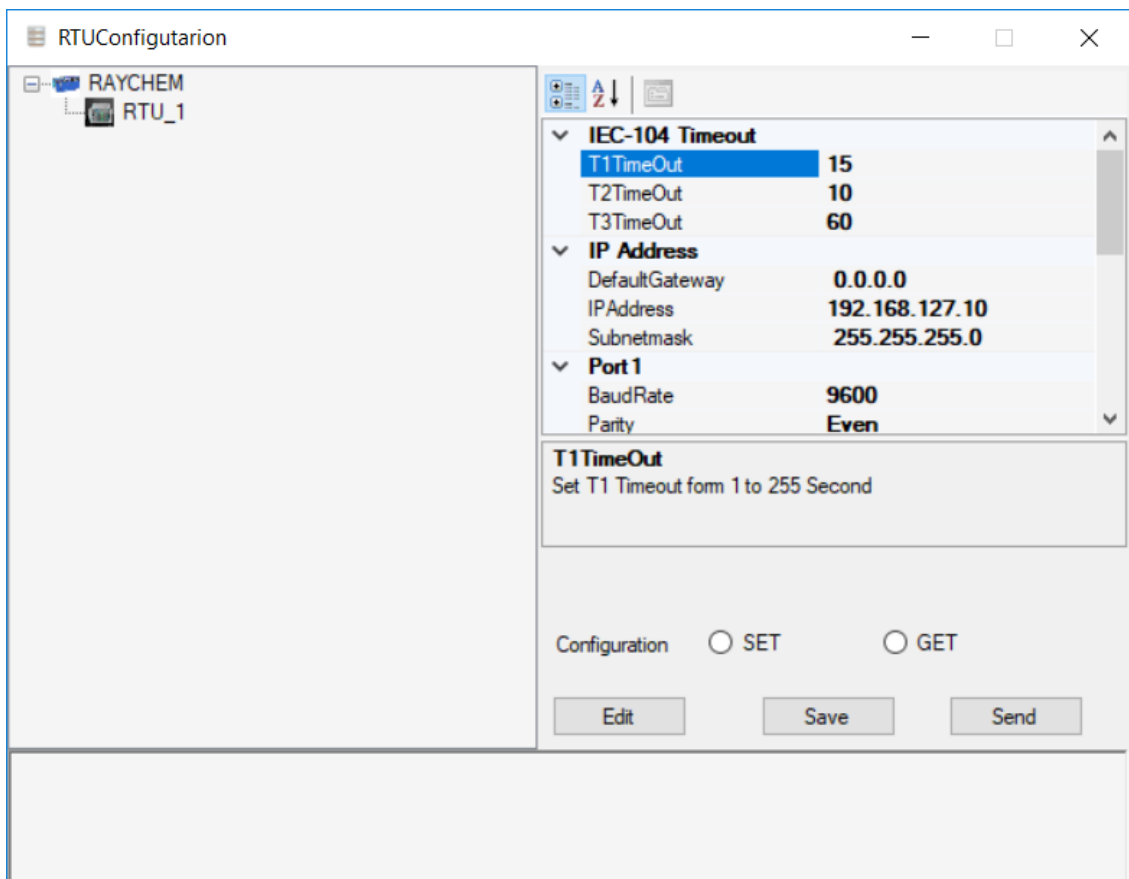 RTUConfigutarion
RAYCHEM
RTU_1
IEC-104 Timeout
T1TimeOut 15
T2TimeOut 10
T3TimeOut 60
IP Address
DefaultGateway 0.0.0.0
IPAddress 192.168.127.10
Subnetmask 255.255.255.0
Port1
BaudRate 9600
Parity Even
T1TimeOut
Set T1 Timeout form 1 to 255 Second
Configuration SET GET
Edit Save Send